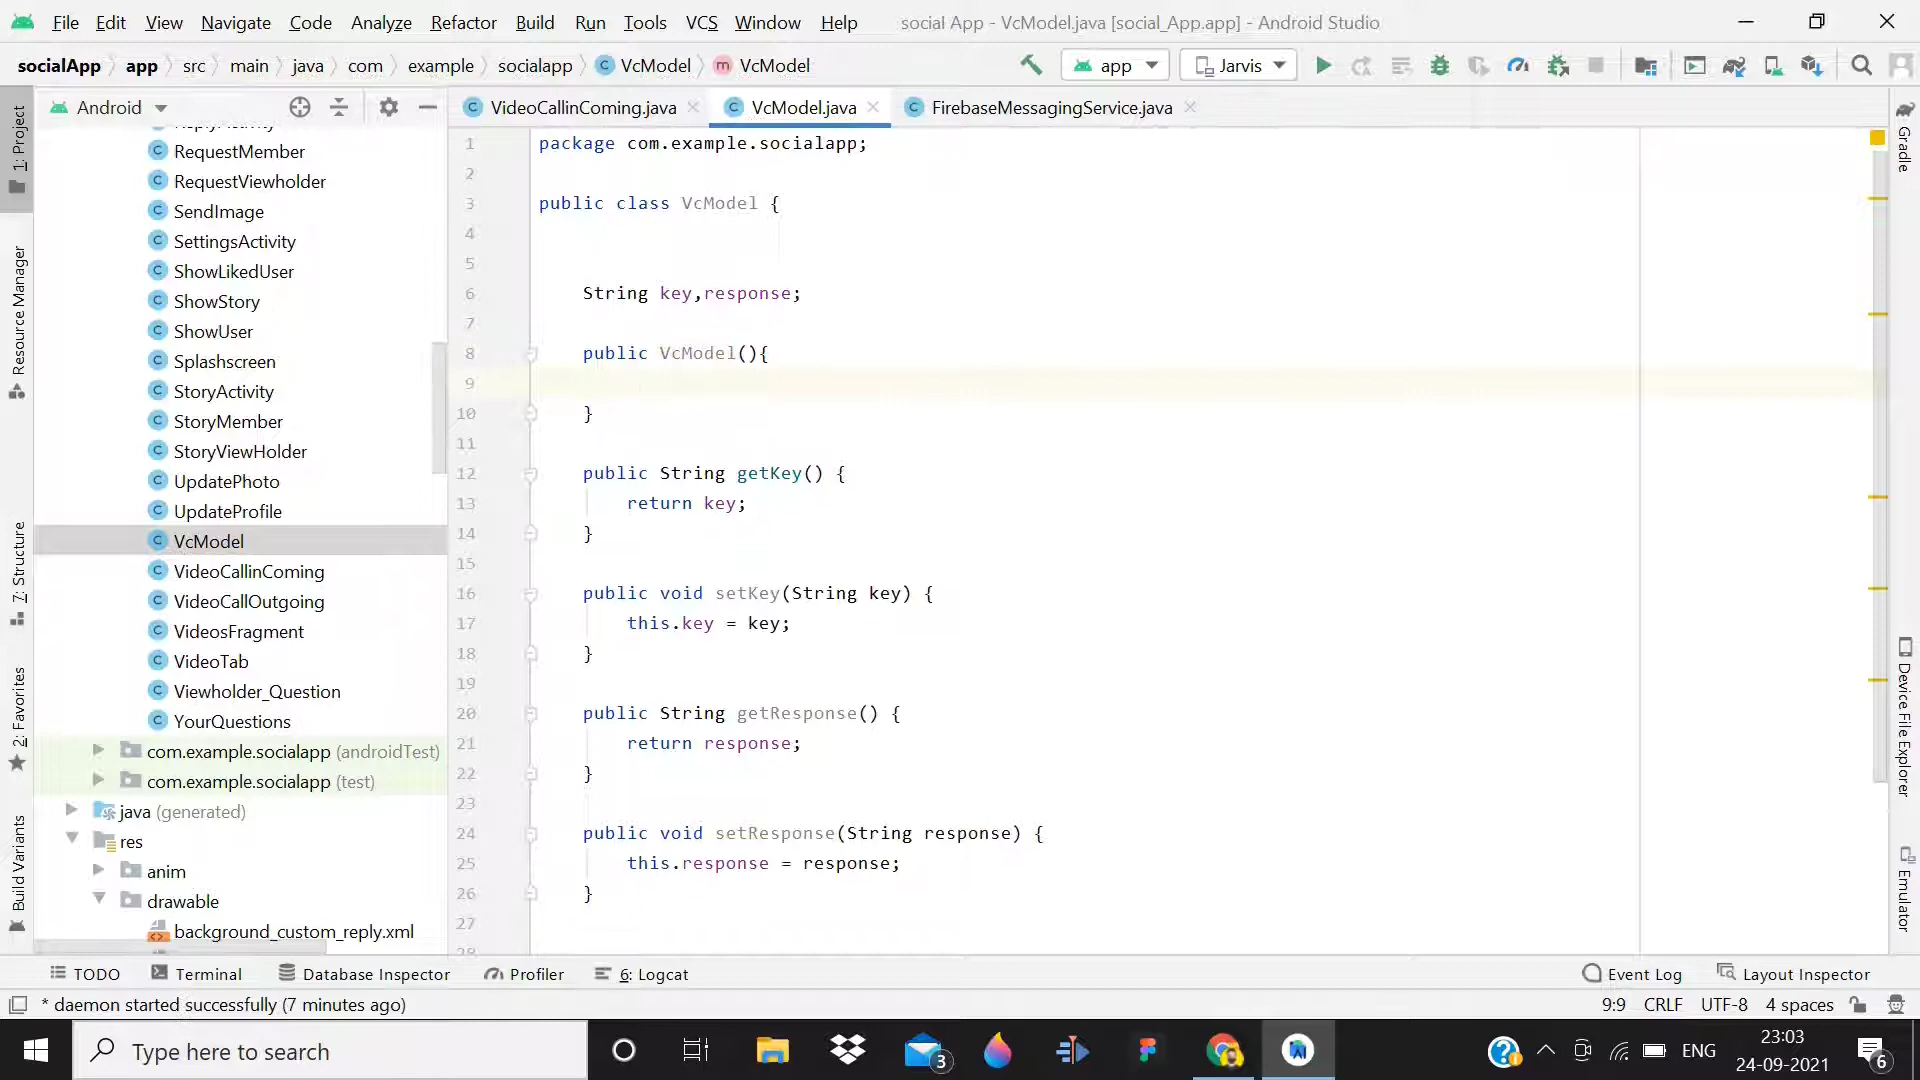 File Edit View Navigate Code Analyze Refactor Build Run Tools VCS Window Help social App - VcModel.java [social_App.app] - Android Studio
socialApp app src main java com example socialapp C VcModel m VcModel app Jarvis
Android
VideoCallinComing.java VcModel.java FirebaseMessagingService.java
1: Project
Resource Manager
7: Structure
2: Favorites
Build Variants
RequestMember
RequestViewholder
SendImage
SettingsActivity
ShowLikedUser
ShowStory
ShowUser
Splashscreen
StoryActivity
StoryMember
StoryViewHolder
UpdatePhoto
UpdateProfile
VcModel
VideoCallinComing
VideoCallOutgoing
VideosFragment
VideoTab
Viewholder_Question
YourQuestions
com.example.socialapp (androidTest)
com.example.socialapp (test)
java (generated)
res
anim
drawable
background_custom_reply.xml
1 package com.example.socialapp;
2
3 public class VcModel {
4
5
6 String key,response;
7
8 public VcModel(){
9
10 }
11
12 public String getKey() {
13 return key;
14 }
15
16 public void setKey(String key) {
17 this.key = key;
18 }
19
20 public String getResponse() {
21 return response;
22 }
23
24 public void setResponse(String response) {
25 this.response = response;
26 }
27
28
Gradle
Device File Explorer
Emulator
TODO Terminal Database Inspector Profiler 6: Logcat Event Log Layout Inspector
* daemon started successfully (7 minutes ago) 9:9 CRLF UTF-8 4 spaces
Type here to search 3 ENG 23:03 6
24-09-2021